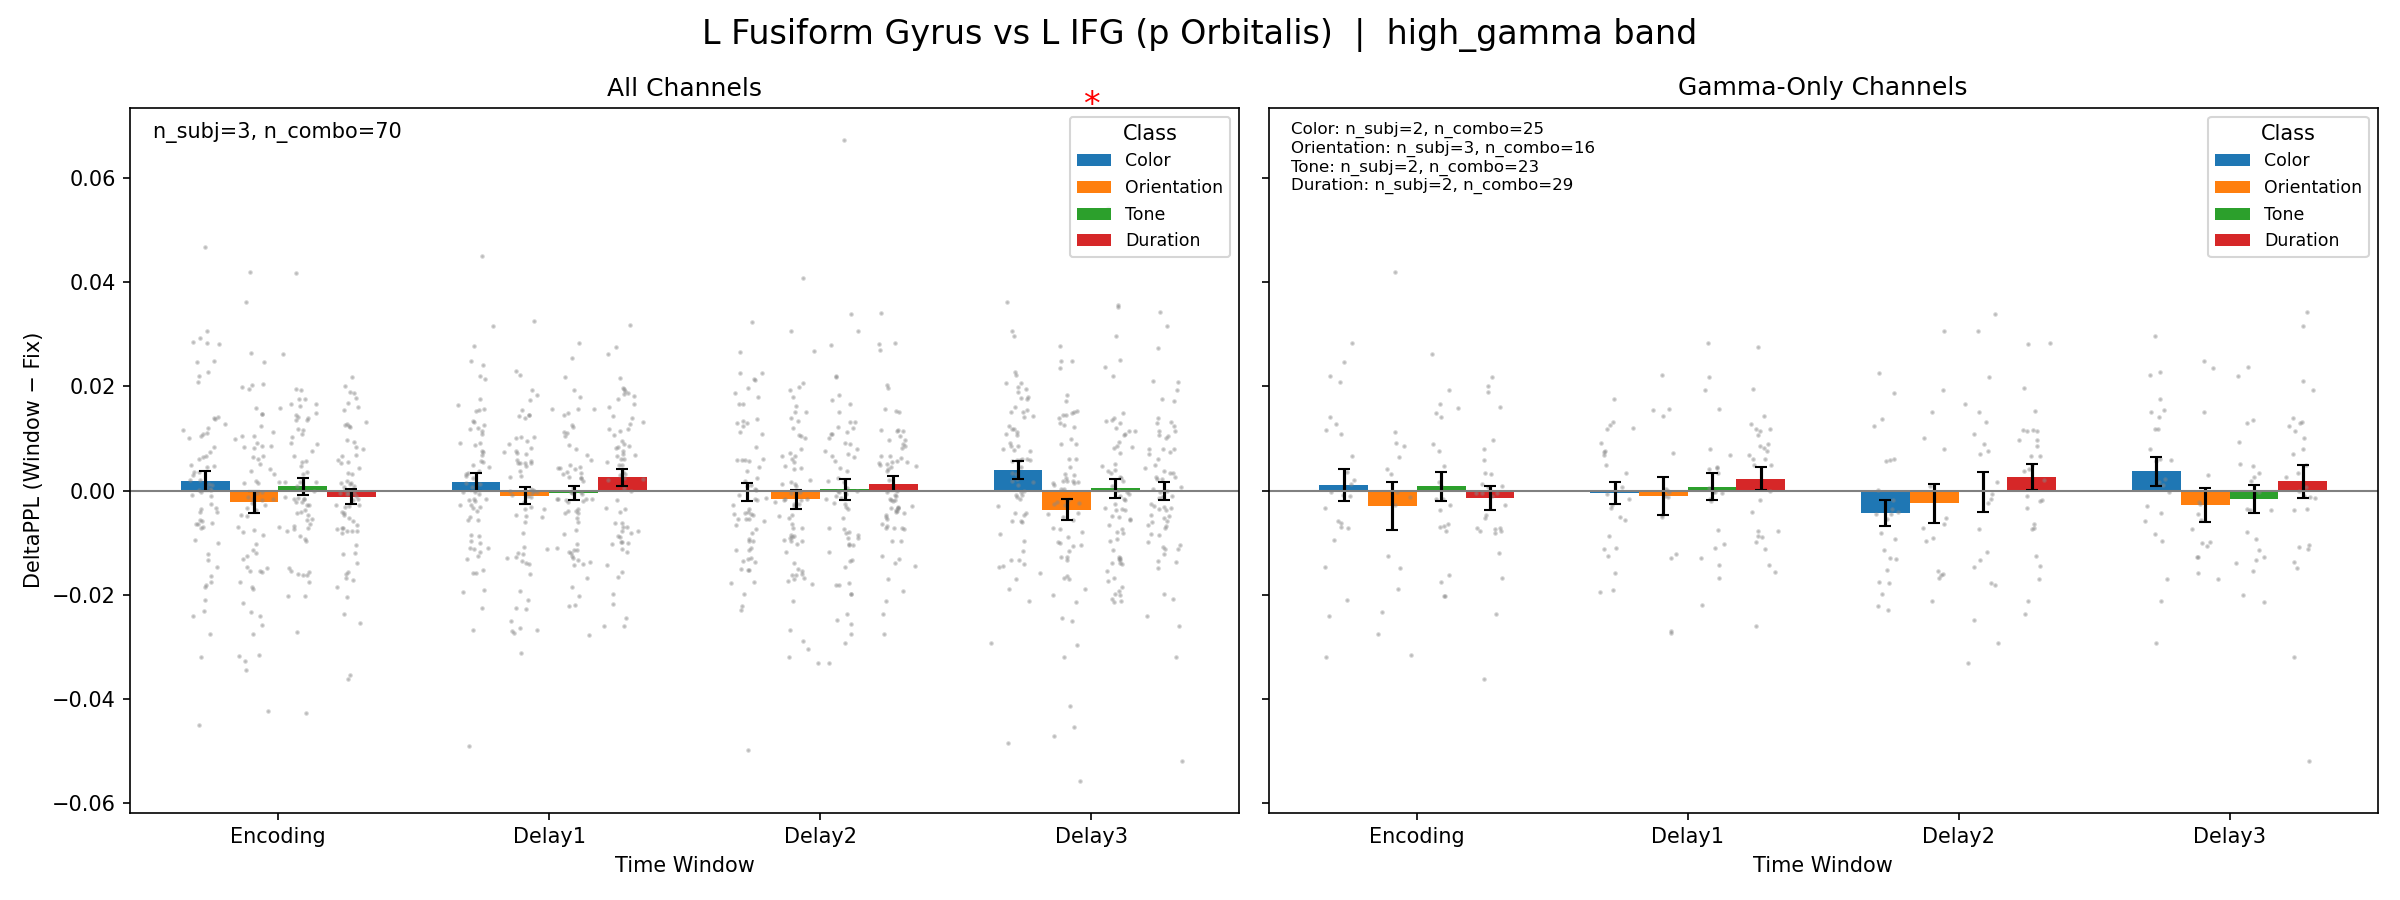 L Fusiform Gyrus vs L IFG (p Orbitalis)  |  high_gamma band
All Channels
*
n_subj=3, n_combo=70
Class
Color
Orientation
Tone
Duration
0.06
0.04
0.02
0.00
−0.02
−0.04
−0.06
DeltaPPL (Window − Fix)
Encoding
Delay1
Delay2
Delay3
Time Window
Gamma-Only Channels
Color: n_subj=2, n_combo=25
Orientation: n_subj=3, n_combo=16
Tone: n_subj=2, n_combo=23
Duration: n_subj=2, n_combo=29
Class
Color
Orientation
Tone
Duration
Encoding
Delay1
Delay2
Delay3
Time Window